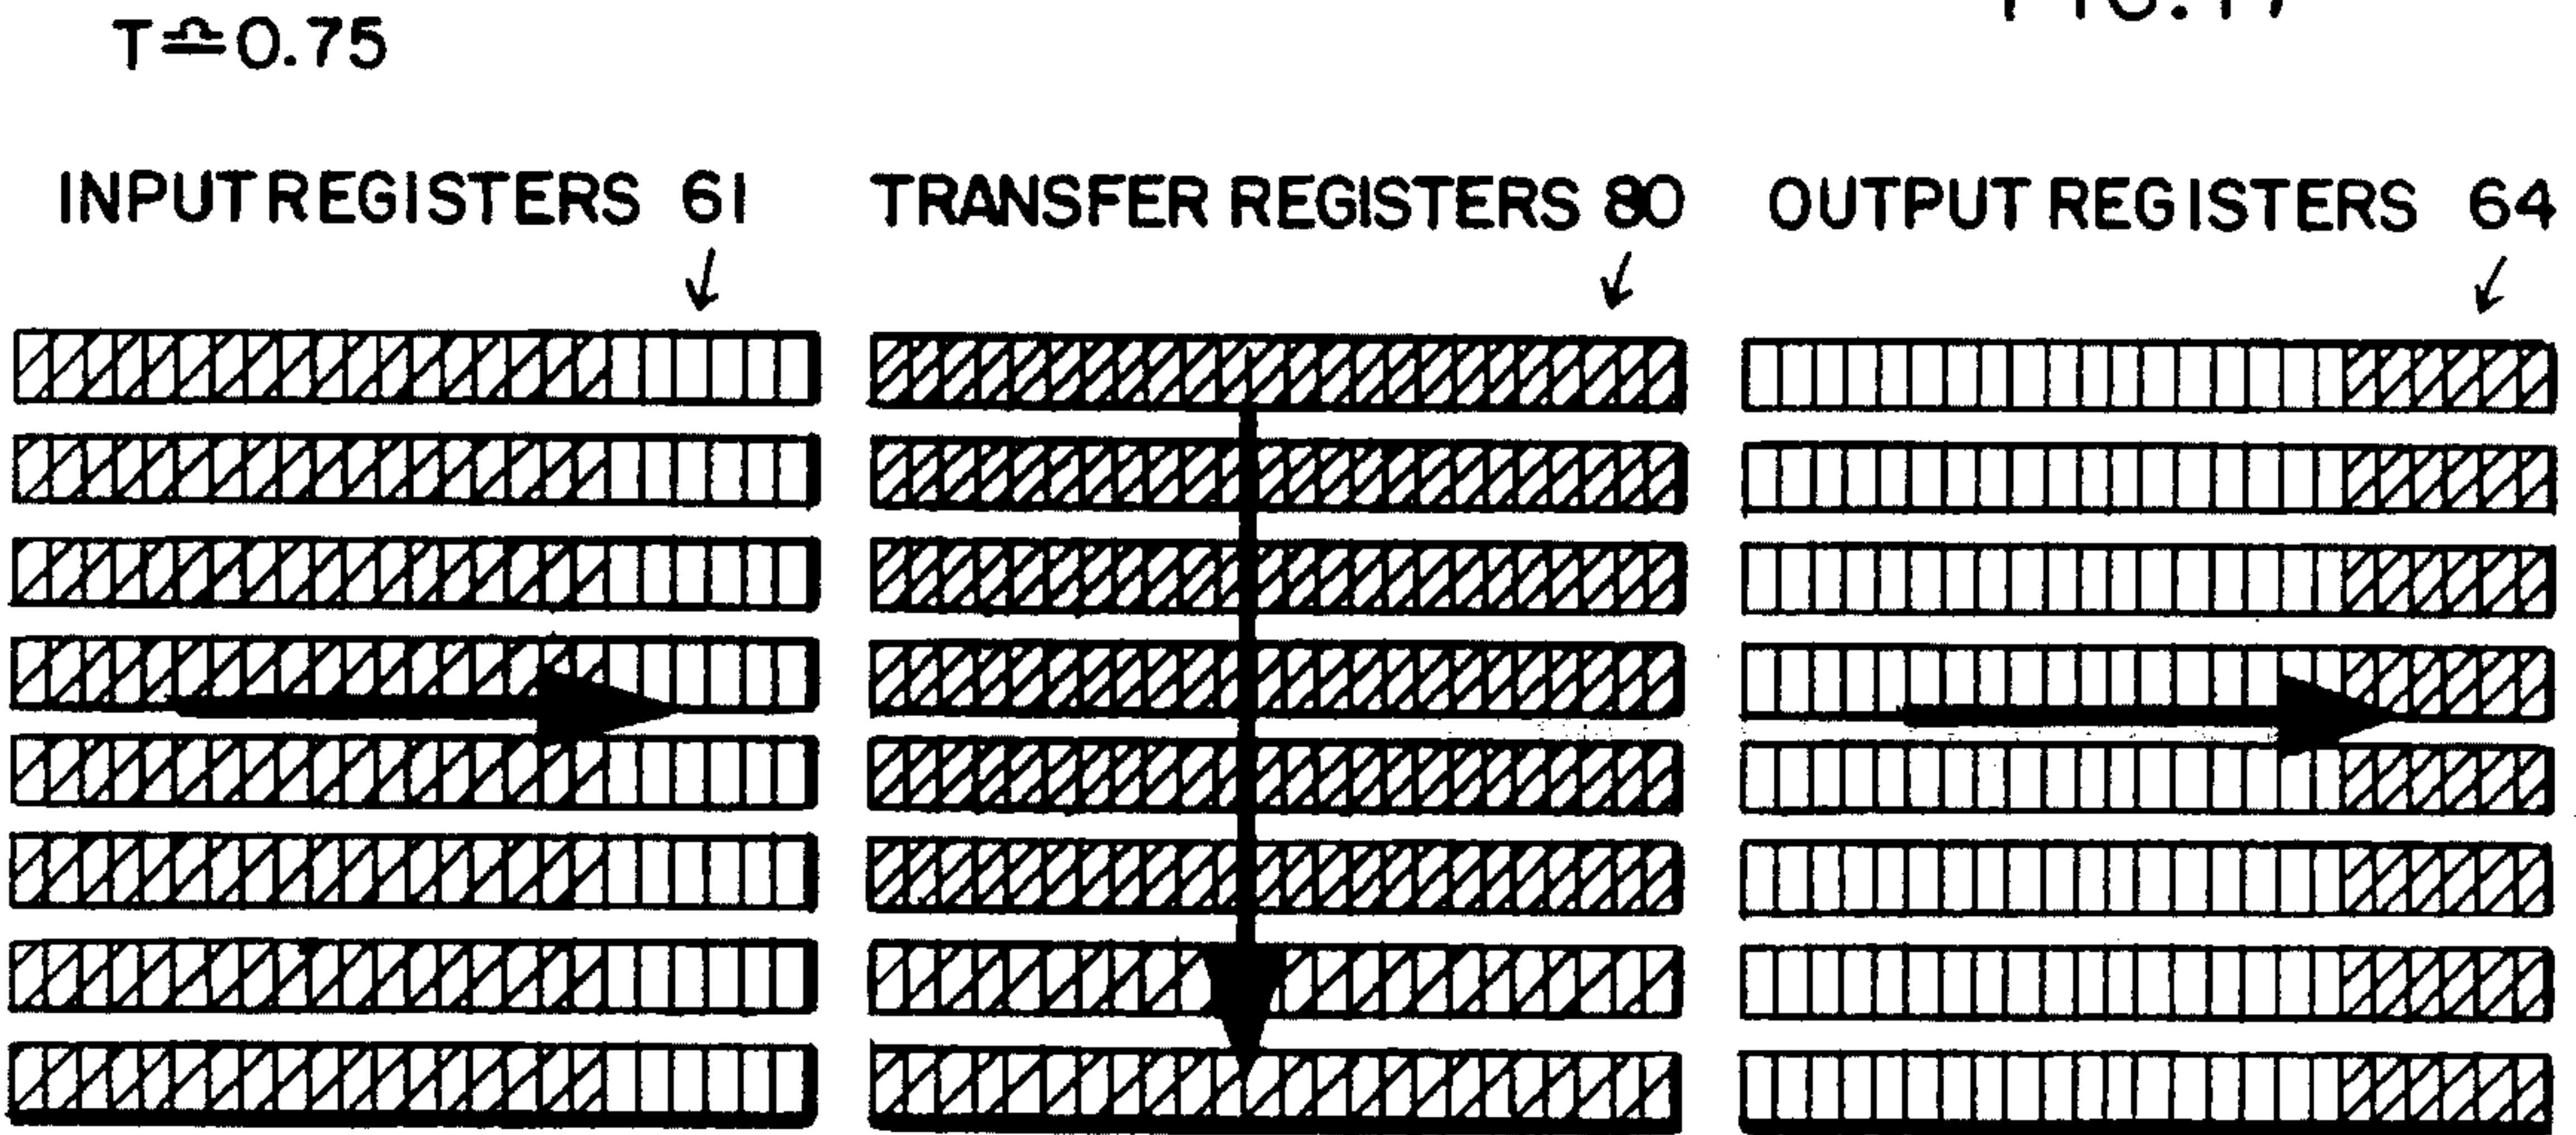 T≏0.75
INPUT REGISTERS 61
TRANSFER REGISTERS 80
OUTPUT REGISTERS 64